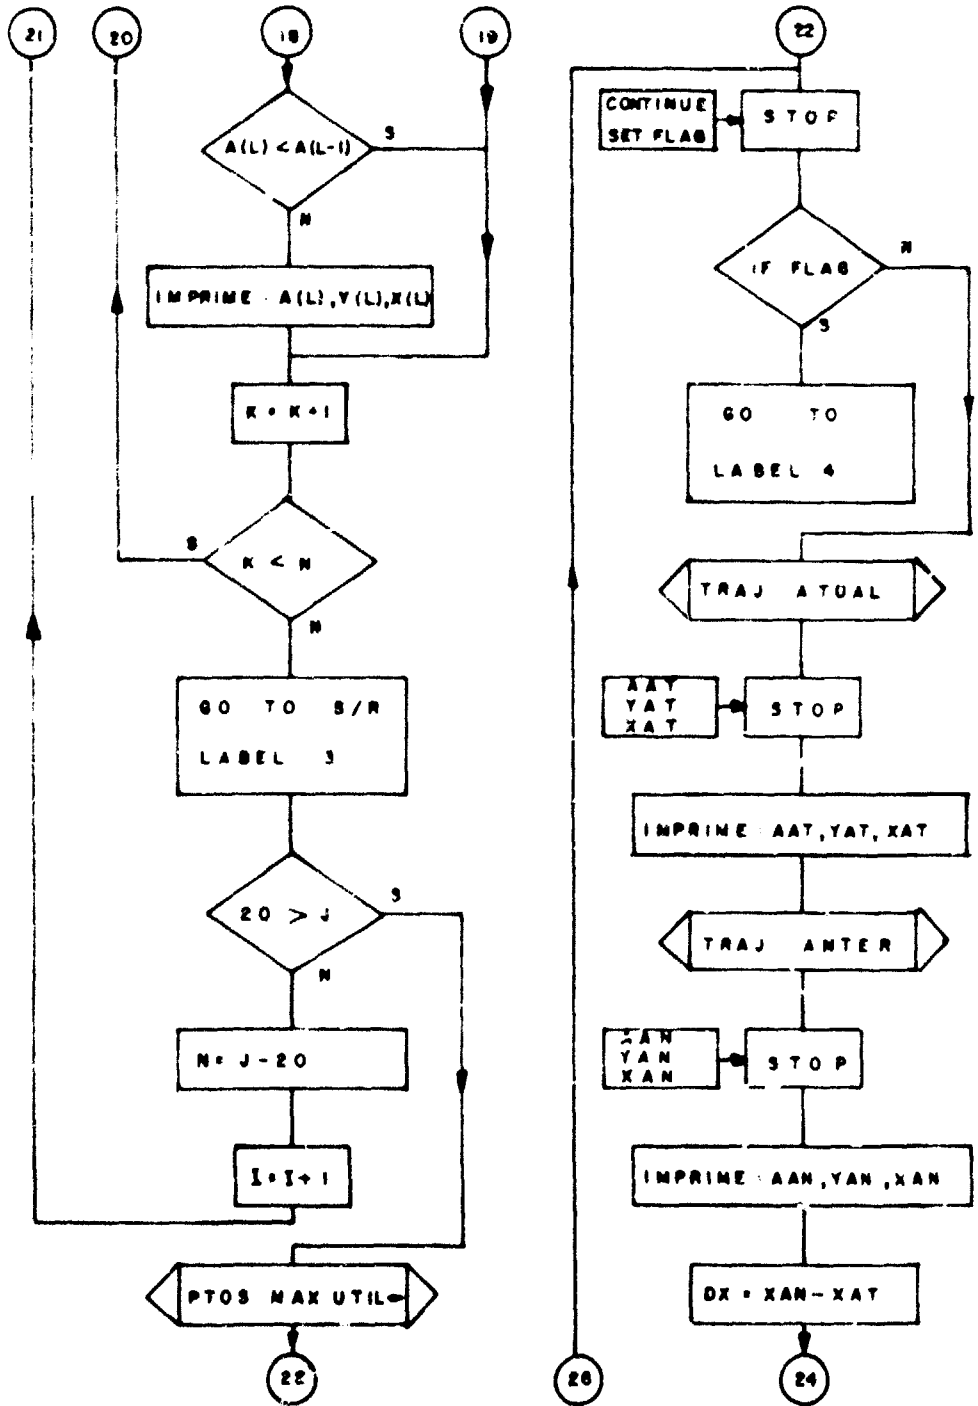 21
20
18
19
A(L) < A(L-1)
S
N
IMPRIME : A(L), Y(L), X(L)
K = K+1
K < N
S
N
GO TO S/R
LABEL 3
20 > J
S
N
N = J-20
I = I+1
PTOS MAX UTIL
22
22
CONTINUE
SET FLAG
STOP
IF FLAG
N
S
GO TO
LABEL 4
TRAJ ATUAL
AAT
YAT
XAT
STOP
IMPRIME : AAT, YAT, XAT
TRAJ ANTER
YAN
XAN
STOP
IMPRIME : AAN, YAN, XAN
DX = XAN-XAT
24